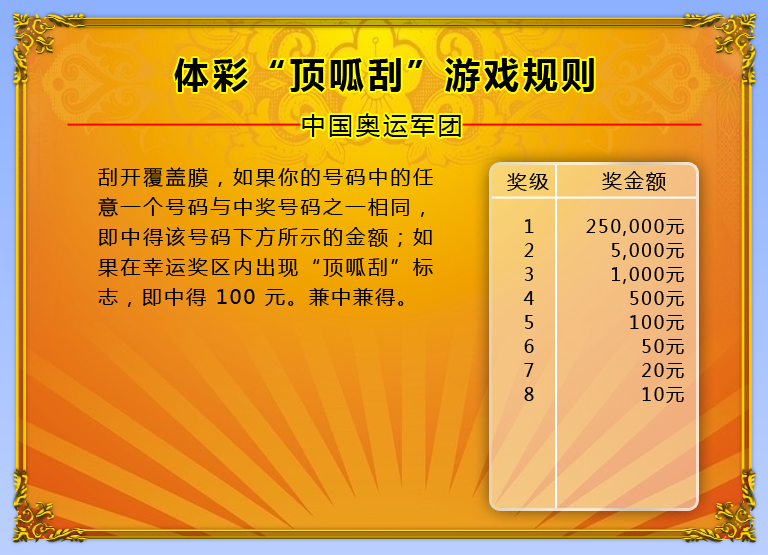 体彩“顶呱刮”游戏规则
中国奥运军团
刮开覆盖膜，如果你的号码中的任
意一个号码与中奖号码之一相同，
即中得该号码下方所示的金额；如
果在幸运奖区内出现“顶呱刮”标
志，即中得 100 元。兼中兼得。
奖级 奖金额
1 250,000元
2 5,000元
3 1,000元
4 500元
5 100元
6 50元
7 20元
8 10元